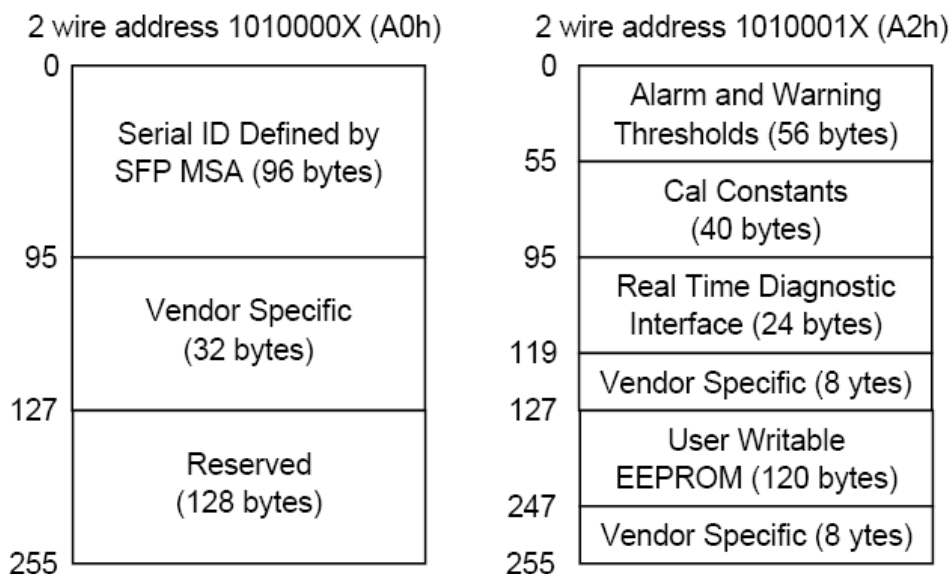 2 wire address 1010000X (A0h)
0
Serial ID Defined by
SFP MSA (96 bytes)
95
Vendor Specific
(32 bytes)
127
Reserved
(128 bytes)
255
2 wire address 1010001X (A2h)
0
Alarm and Warning
Thresholds (56 bytes)
55
Cal Constants
(40 bytes)
95
Real Time Diagnostic
Interface (24 bytes)
119
Vendor Specific (8 ytes)
127
User Writable
EEPROM (120 bytes)
247
Vendor Specific (8 ytes)
255